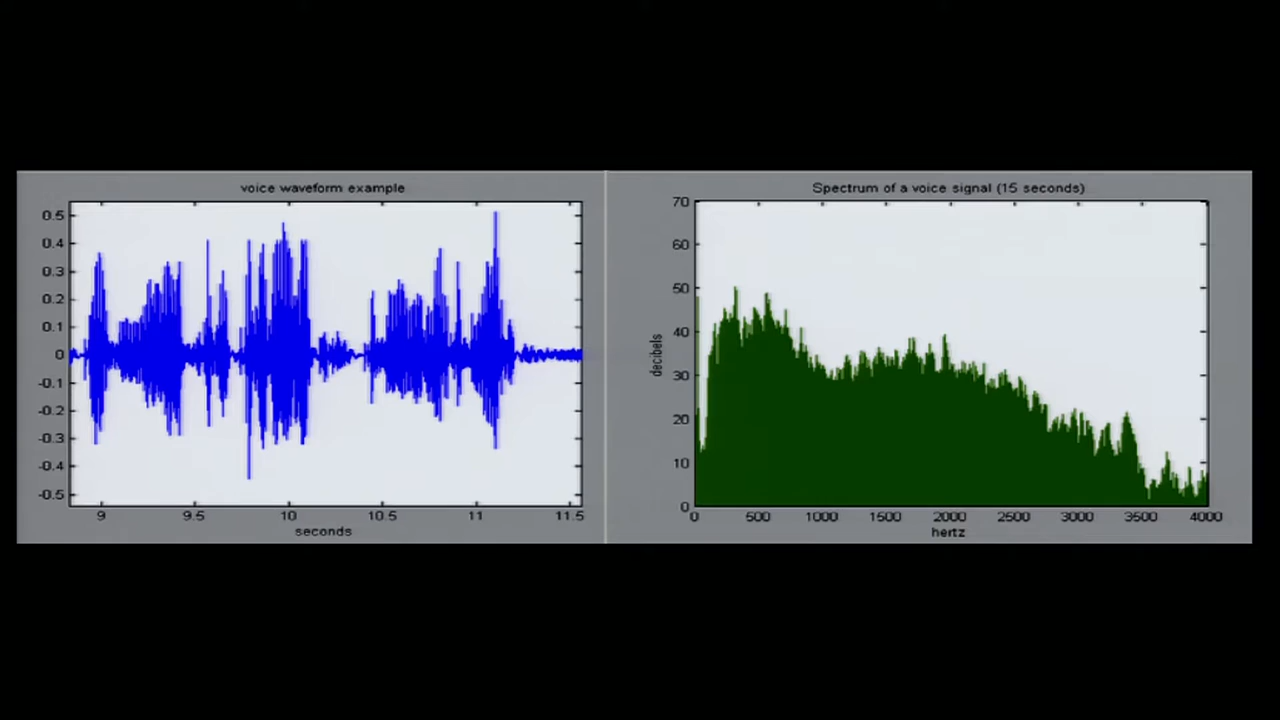 voice waveform example
0.5
0.4
0.3
0.2
0.1
0
-0.1
-0.2
-0.3
-0.4
-0.5
9 9.5 10 10.5 11 11.5
seconds
Spectrum of a voice signal (15 seconds)
decibels
70
60
50
40
30
20
10
0
0 500 1000 1500 2000 2500 3000 3500 4000
hertz